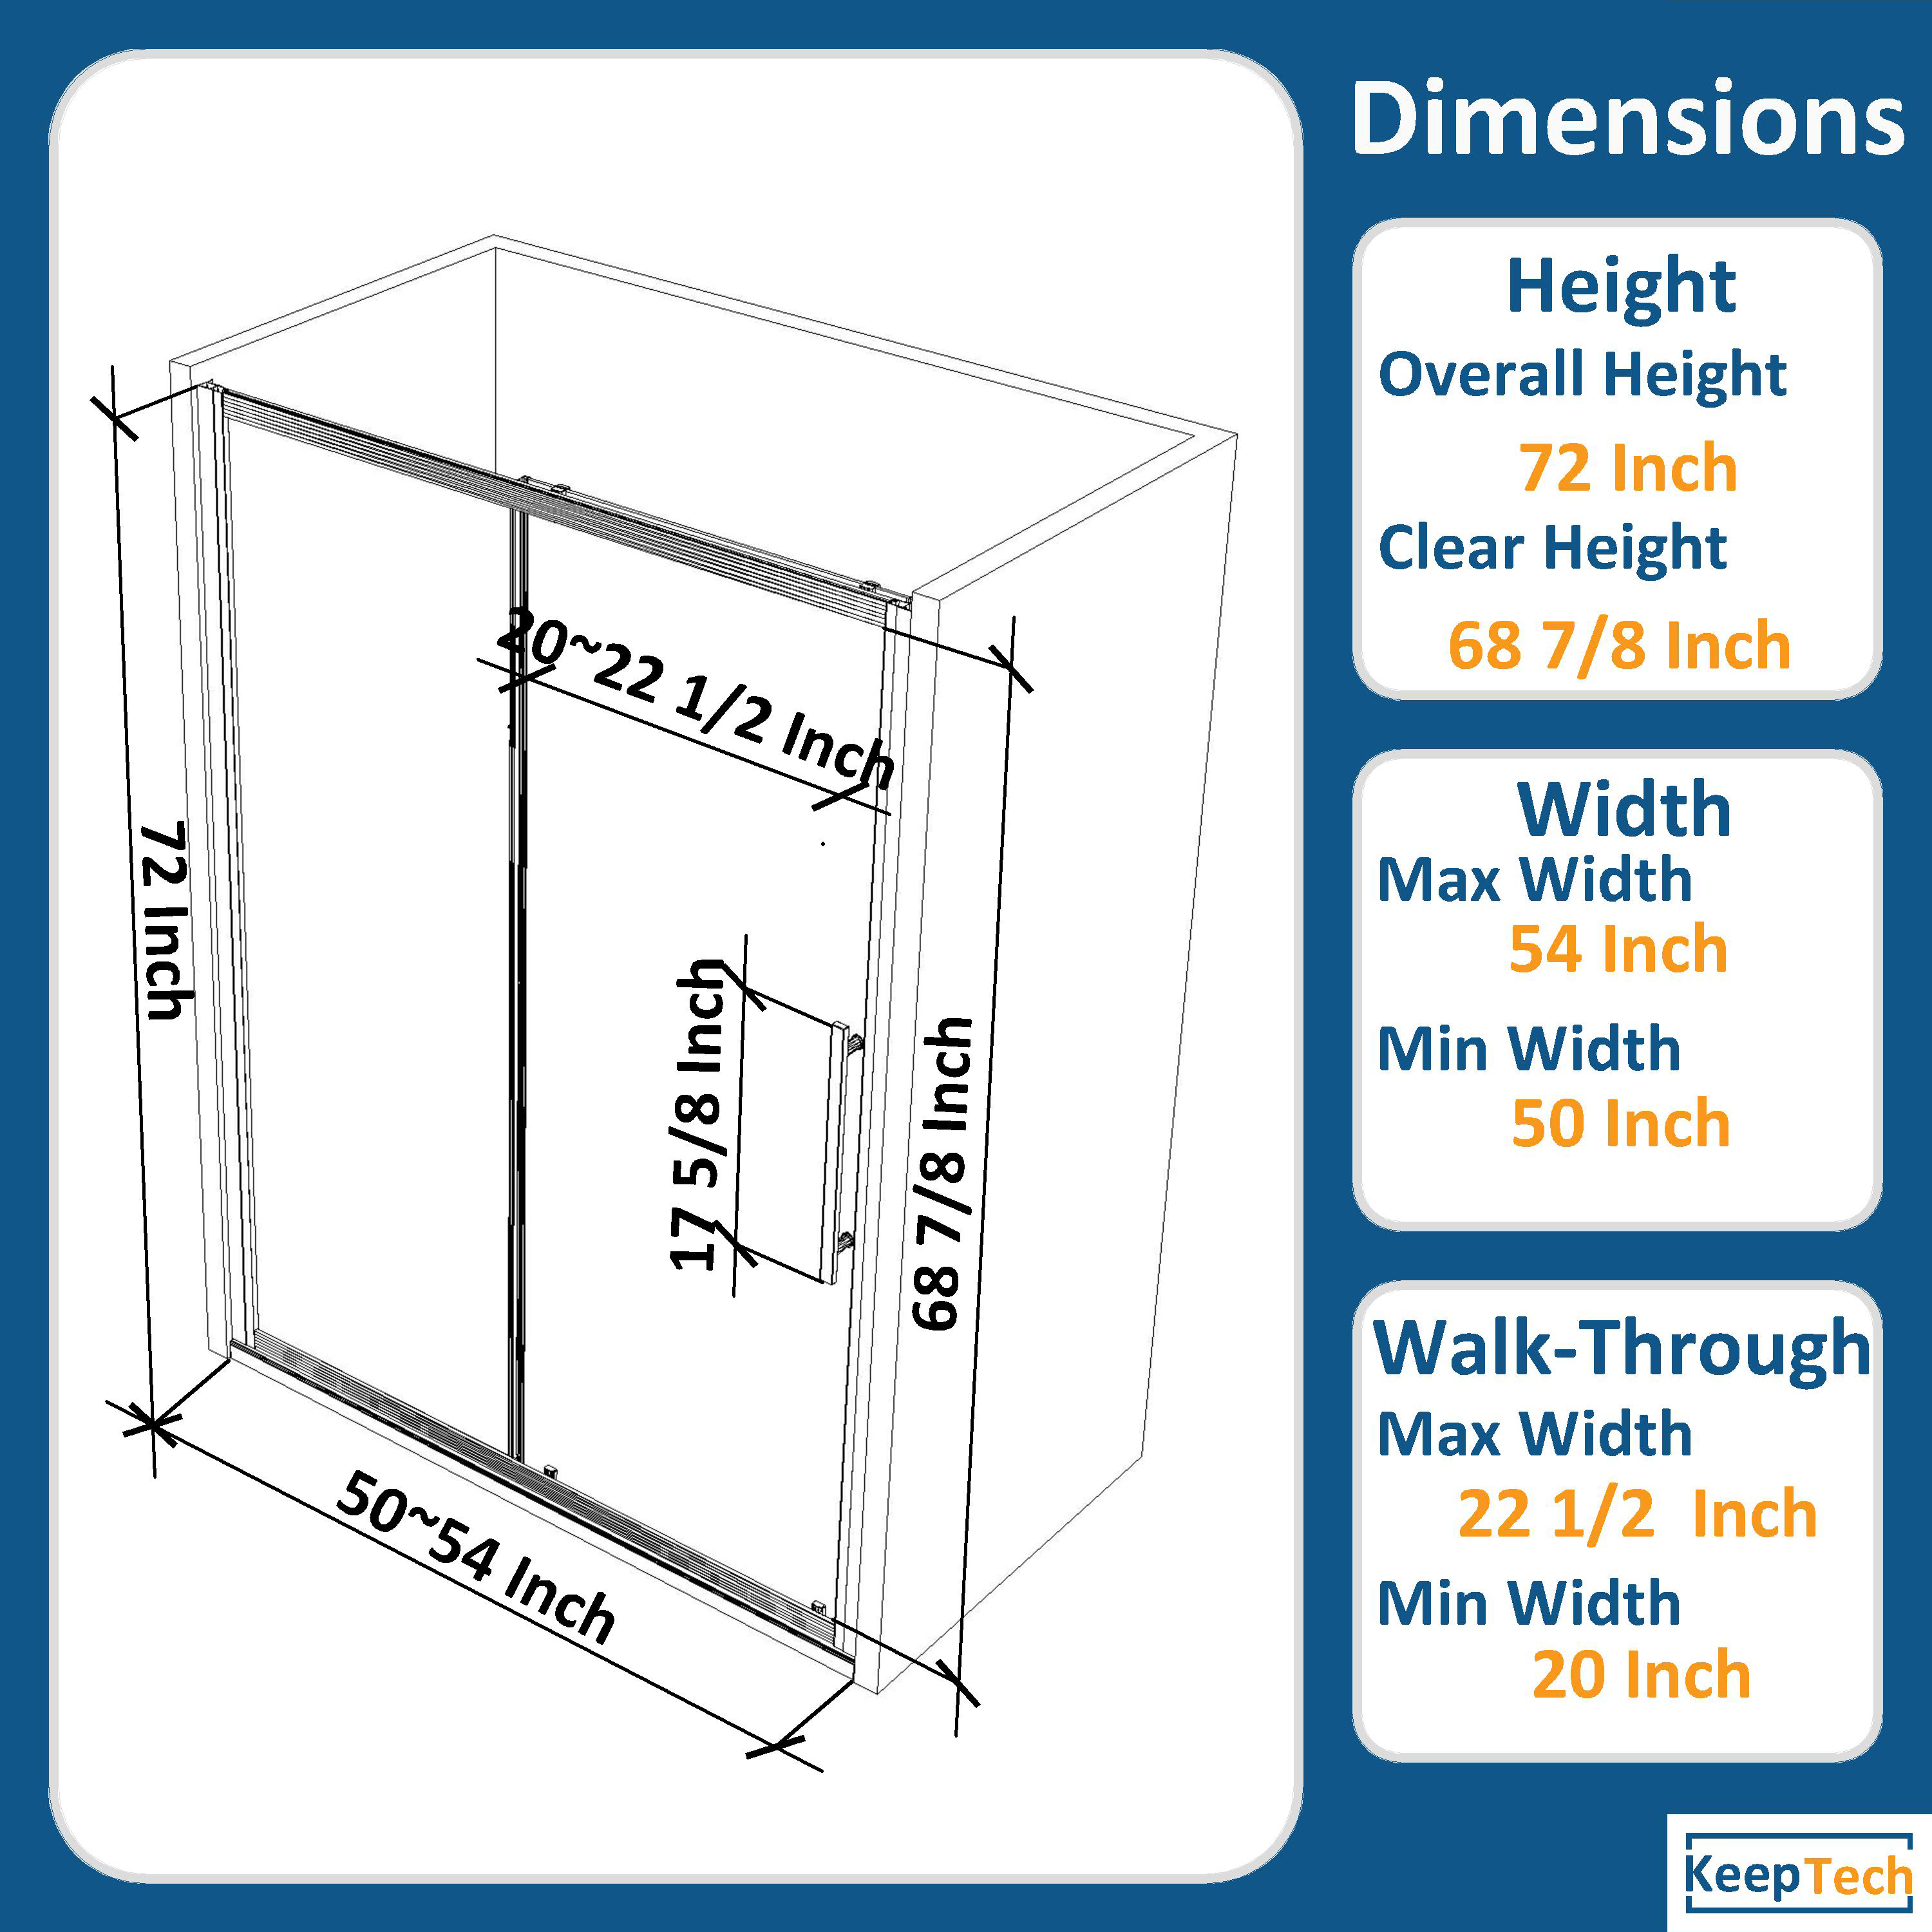 Dimensions
Height
Overall Height
72 Inch
Clear Height
68 7/8 Inch
Width
Max Width
54 Inch
Min Width
50 Inch
Walk-Through
Max Width
22 1/2 Inch
Min Width
20 Inch
20~22 1/2 Inch
72 Inch
17 5/8 Inch
68 7/8 Inch
50~54 Inch
KeepTech